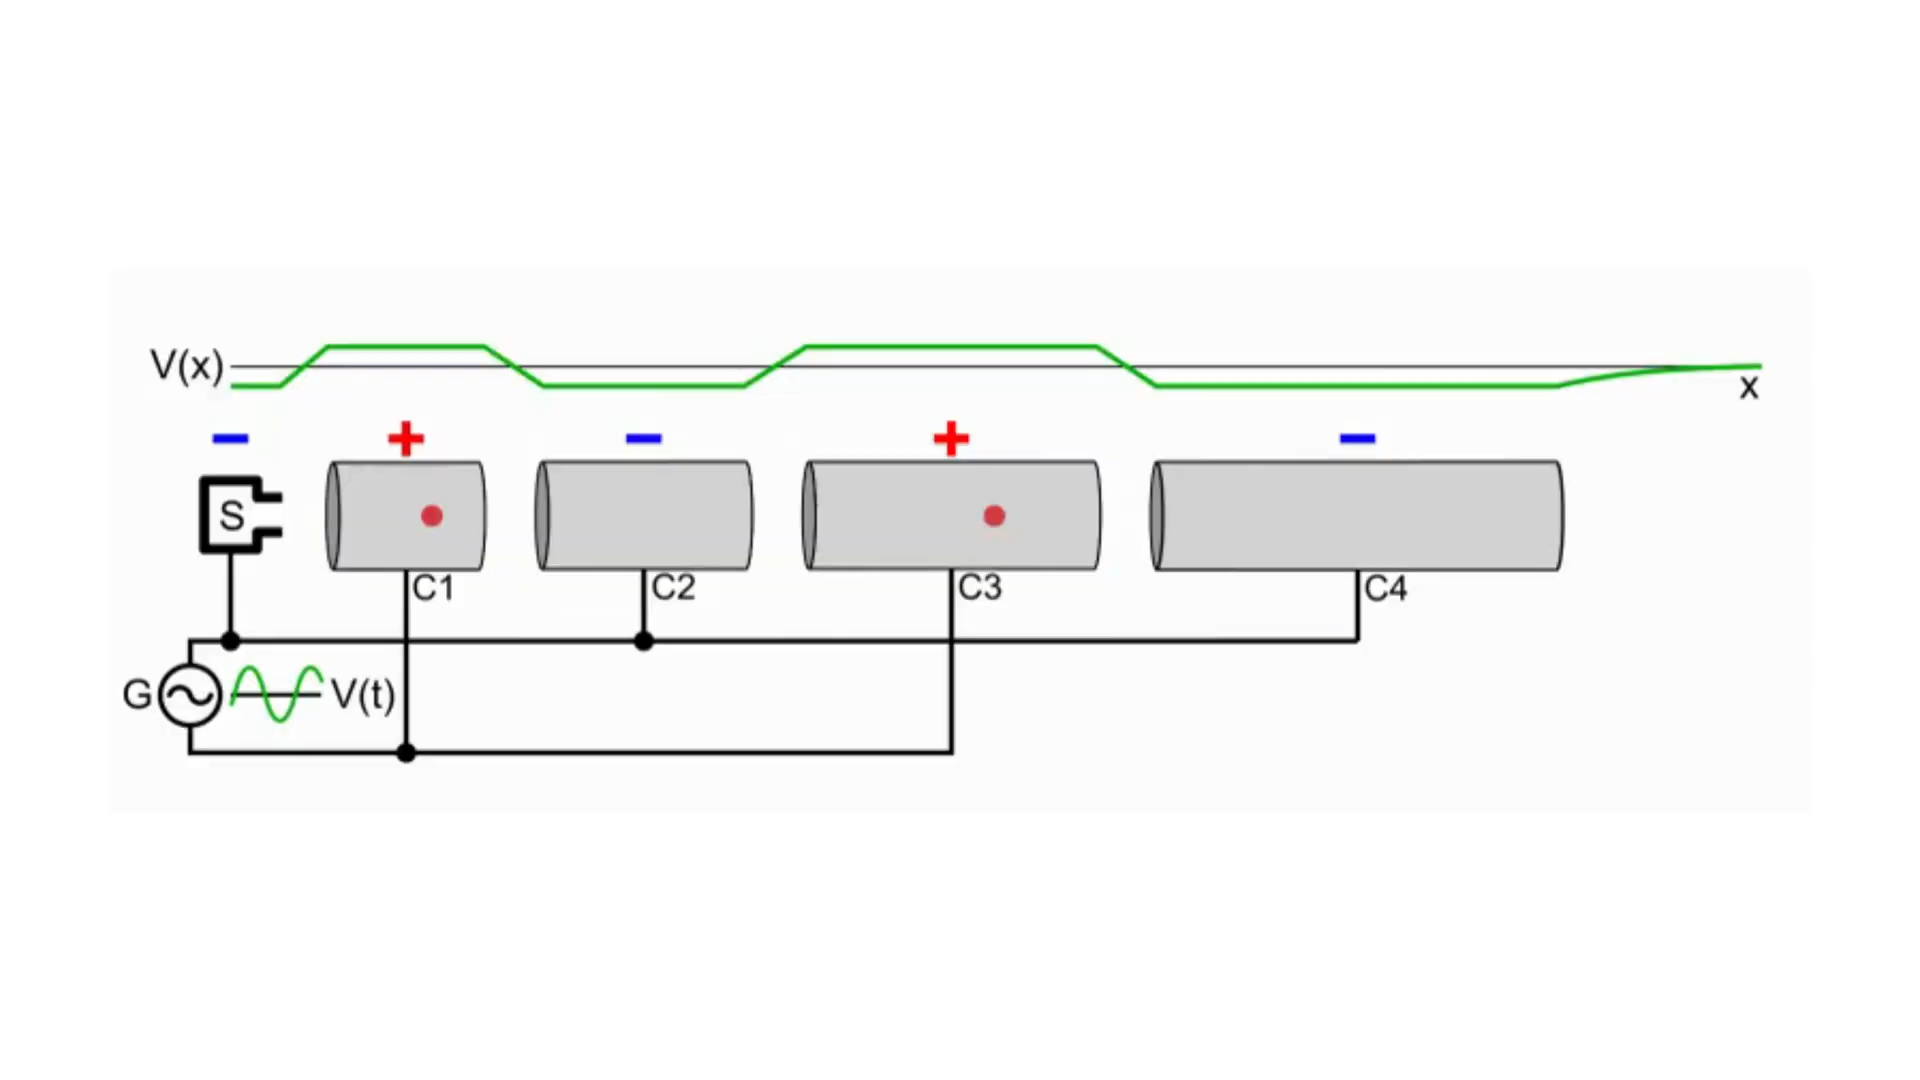 V(x)
x
− + − + −
S
C1 C2 C3 C4
G V(t)